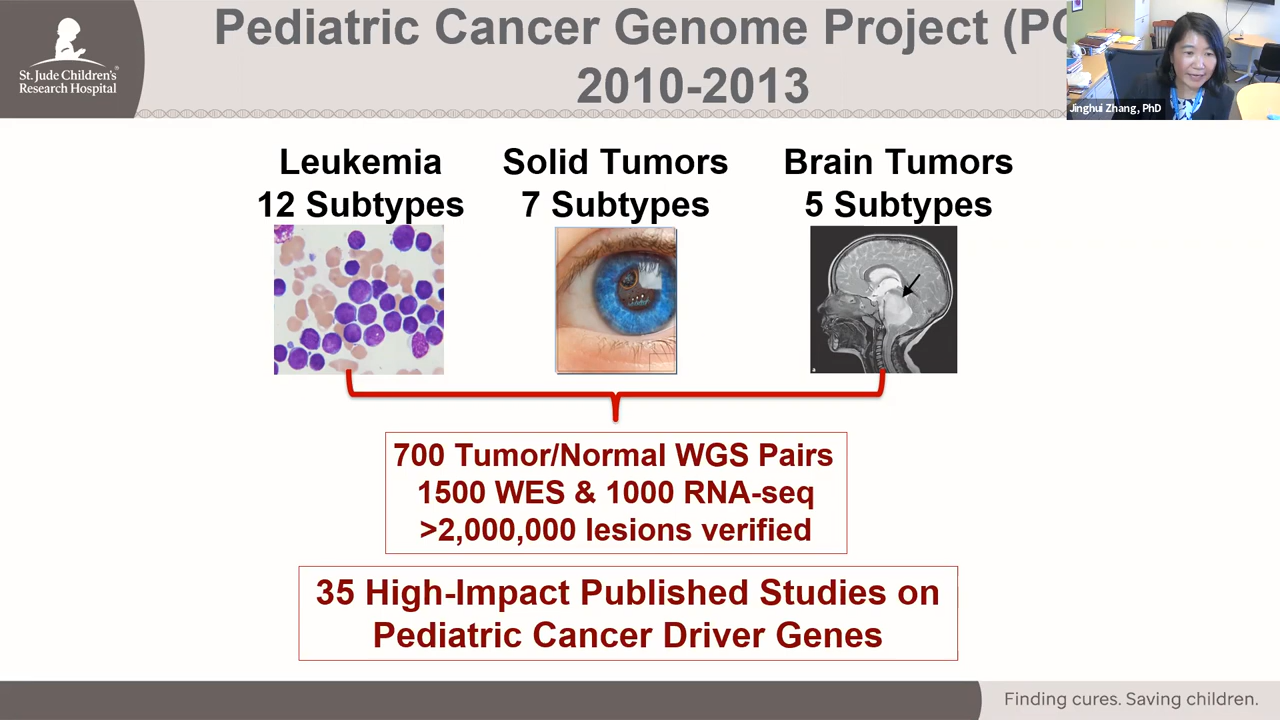 St. Jude Children's®
Research Hospital
Pediatric Cancer Genome Project (PC
2010-2013
Jinghui Zhang, PhD
Leukemia
12 Subtypes
Solid Tumors
7 Subtypes
Brain Tumors
5 Subtypes
700 Tumor/Normal WGS Pairs
1500 WES & 1000 RNA-seq
>2,000,000 lesions verified
35 High-Impact Published Studies on
Pediatric Cancer Driver Genes
Finding cures. Saving children.